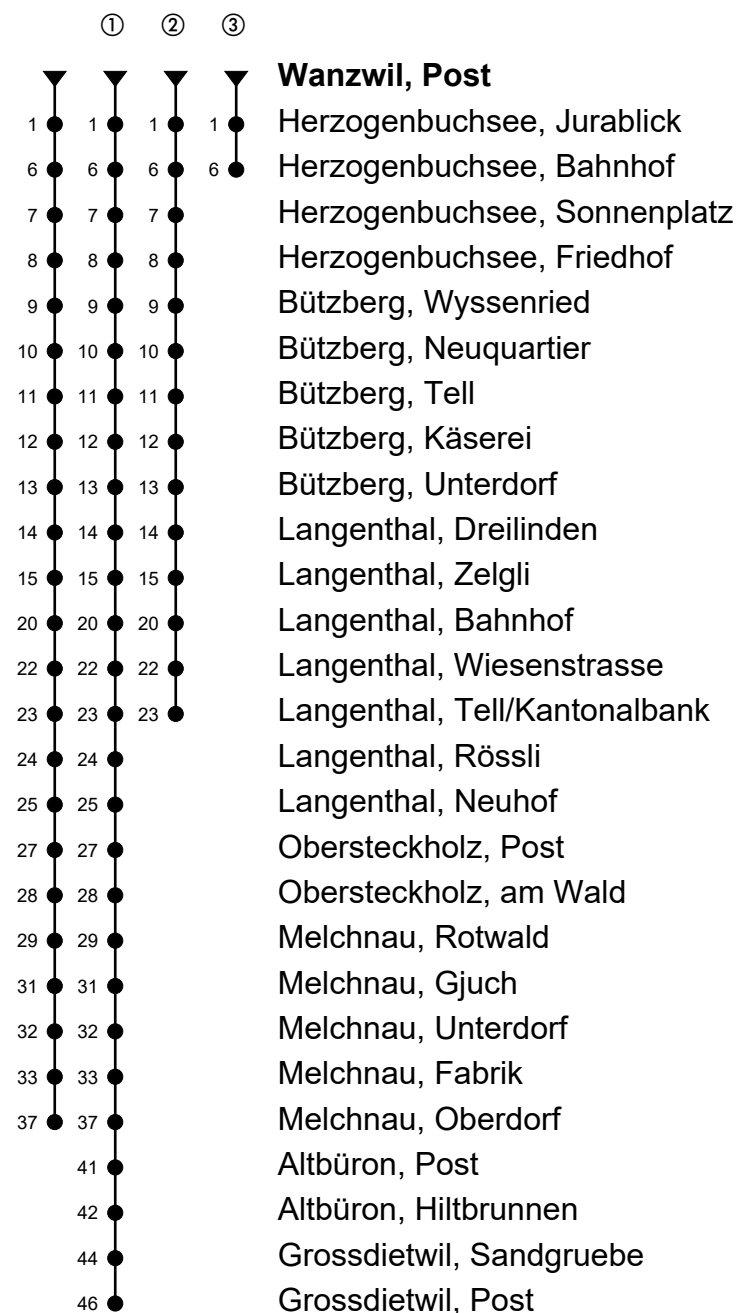 ① ② ③
Wanzwil, Post
1 1 1 1 Herzogenbuchsee, Jurablick
6 6 6 6 Herzogenbuchsee, Bahnhof
7 7 7 Herzogenbuchsee, Sonnenplatz
8 8 8 Herzogenbuchsee, Friedhof
9 9 9 Bützberg, Wyssenried
10 10 10 Bützberg, Neuquartier
11 11 11 Bützberg, Tell
12 12 12 Bützberg, Käserei
13 13 13 Bützberg, Unterdorf
14 14 14 Langenthal, Dreilinden
15 15 15 Langenthal, Zelgli
20 20 20 Langenthal, Bahnhof
22 22 22 Langenthal, Wiesenstrasse
23 23 23 Langenthal, Tell/Kantonalbank
24 24 Langenthal, Rössli
25 25 Langenthal, Neuhof
27 27 Obersteckholz, Post
28 28 Obersteckholz, am Wald
29 29 Melchnau, Rotwald
31 31 Melchnau, Gjuch
32 32 Melchnau, Unterdorf
33 33 Melchnau, Fabrik
37 37 Melchnau, Oberdorf
41 Altbüron, Post
42 Altbüron, Hiltbrunnen
44 Grossdietwil, Sandgruebe
46 Grossdietwil, Post